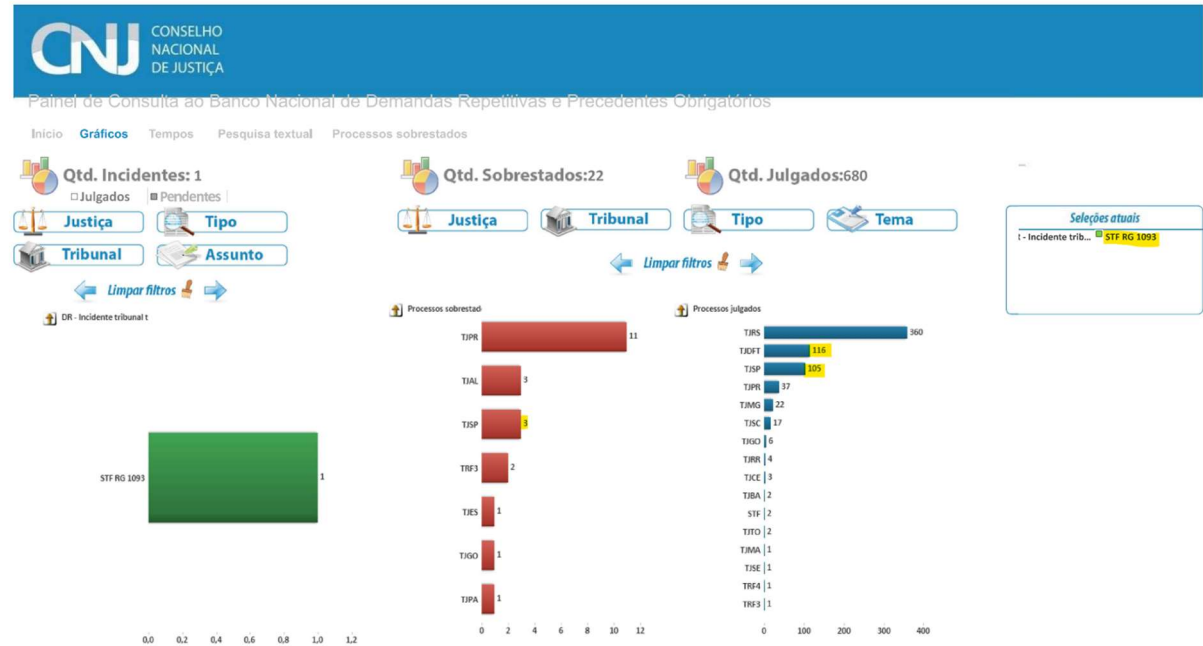 CNJ
CONSELHO
NACIONAL
DE JUSTIÇA
Painel de Consulta ao Banco Nacional de Demandas Repetitivas e Precedentes Obrigatórios
Início Gráficos Tempos Pesquisa textual Processos sobrestados
Qtd. Incidentes: 1
Julgados Pendentes
Justiça Tipo
Tribunal Assunto
Limpar filtros
DR - Incidente tribunal t
STF RG 1093 1
0,0 0,2 0,4 0,6 0,8 1,0 1,2
Qtd. Sobrestados:22
Justiça Tribunal
Qtd. Julgados:680
Tipo Tema
Limpar filtros
Processos sobrestad
TJPR 11
TJAL 3
TJSP 3
TRF3 2
TJES 1
TJGO 1
TJPA 1
0 2 4 6 8 10 12
Processos julgados
TJRS 360
TJDFT 116
TJSP 105
TJPR 37
TJMG 22
TJSC 17
TJGO 6
TJRR 4
TJCE 3
TJBA 2
STF 2
TJTO 2
TJMA 1
TJSE 1
TRF4 1
TRF3 1
0 100 200 300 400
Seleções atuais
- Incidente trib... STF RG 1093